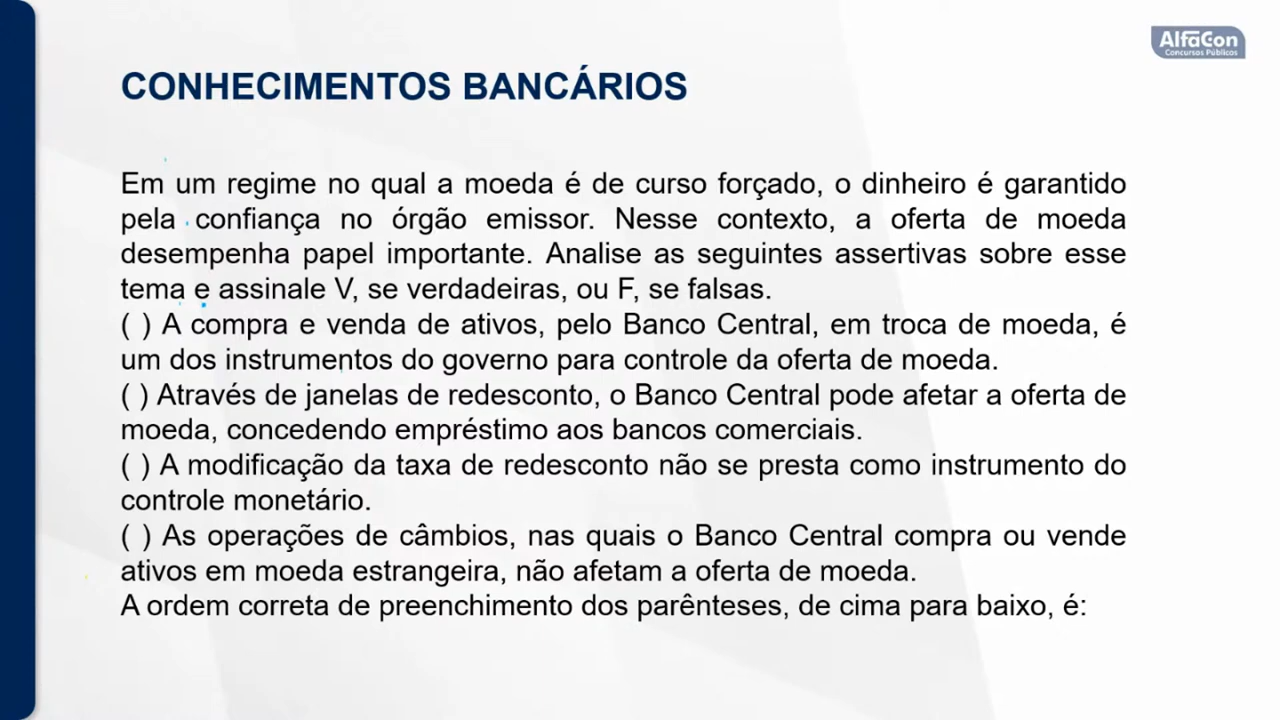 AlfaCon
Concursos Públicos
CONHECIMENTOS BANCÁRIOS
Em um regime no qual a moeda é de curso forçado, o dinheiro é garantido
pela confiança no órgão emissor. Nesse contexto, a oferta de moeda
desempenha papel importante. Analise as seguintes assertivas sobre esse
tema e assinale V, se verdadeiras, ou F, se falsas.
( ) A compra e venda de ativos, pelo Banco Central, em troca de moeda, é
um dos instrumentos do governo para controle da oferta de moeda.
( ) Através de janelas de redesconto, o Banco Central pode afetar a oferta de
moeda, concedendo empréstimo aos bancos comerciais.
( ) A modificação da taxa de redesconto não se presta como instrumento do
controle monetário.
( ) As operações de câmbios, nas quais o Banco Central compra ou vende
ativos em moeda estrangeira, não afetam a oferta de moeda.
A ordem correta de preenchimento dos parênteses, de cima para baixo, é: